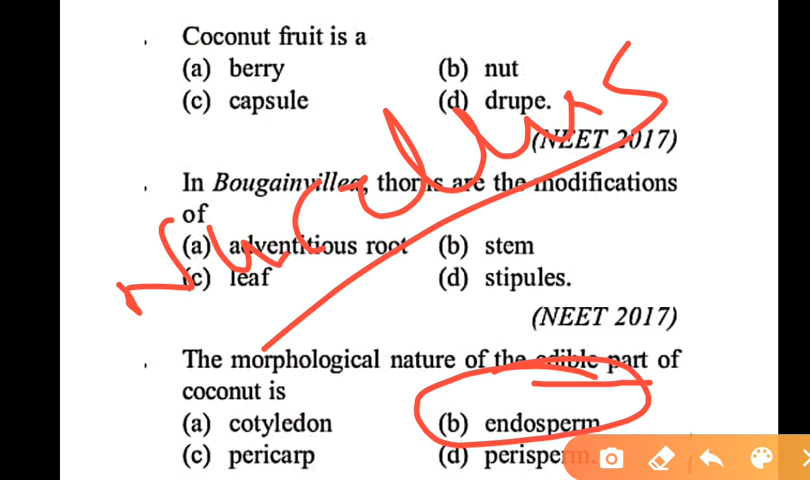 Coconut fruit is a
(a) berry (b) nut
(c) capsule (d) drupe.
(NEET 2017)
In Bougainvillea, thorns are the modifications
of
(a) adventitious root (b) stem
(c) leaf (d) stipules.
(NEET 2017)
The morphological nature of the edible part of
coconut is
(a) cotyledon (b) endosperm
(c) pericarp (d) perisperm.